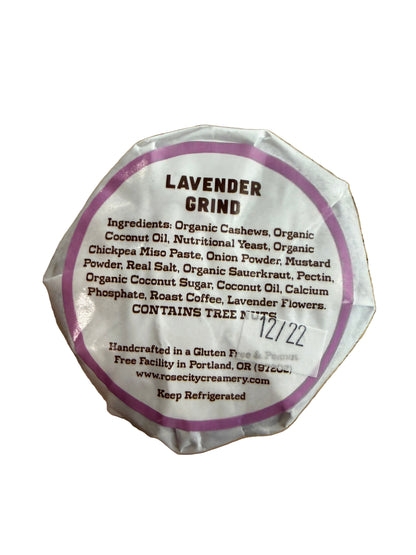 LAVENDER
GRIND
Ingredients: Organic Cashews, Organic
Coconut Oil, Nutritional Yeast, Organic
Chickpea Miso Paste, Onion Powder, Mustard
Powder, Real Salt, Organic Sauerkraut, Pectin,
Organic Coconut Sugar, Coconut Oil, Calcium
Phosphate, Roast Coffee, Lavender Flowers.
CONTAINS TREE NUTS
12/22
Handcrafted in a Gluten Free & Peanut
Free Facility in Portland, OR (97202)
www.rosecitycreamery.com
Keep Refrigerated